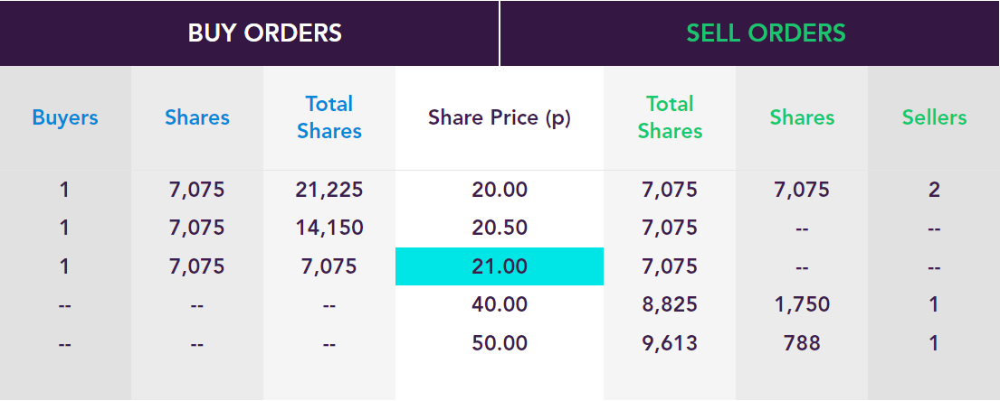 BUY ORDERS SELL ORDERS
Buyers Shares Total Shares Share Price (p) Total Shares Shares Sellers
1 7,075 21,225 20.00 7,075 7,075 2
1 7,075 14,150 20.50 7,075 -- --
1 7,075 7,075 21.00 7,075 -- --
-- -- -- 40.00 8,825 1,750 1
-- -- -- 50.00 9,613 788 1